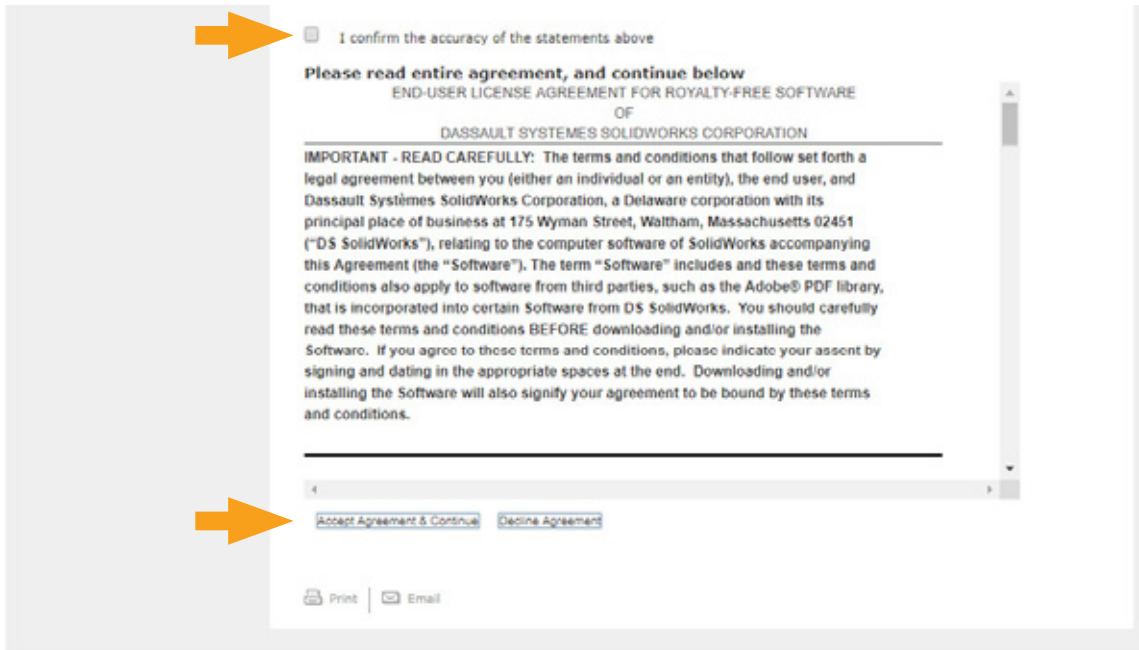 I confirm the accuracy of the statements above
Please read entire agreement, and continue below
END-USER LICENSE AGREEMENT FOR ROYALTY-FREE SOFTWARE
OF
DASSAULT SYSTEMES SOLIDWORKS CORPORATION
IMPORTANT - READ CAREFULLY: The terms and conditions that follow set forth a
legal agreement between you (either an individual or an entity), the end user, and
Dassault Systèmes SolidWorks Corporation, a Delaware corporation with its
principal place of business at 175 Wyman Street, Waltham, Massachusetts 02451
(“DS SolidWorks”), relating to the computer software of SolidWorks accompanying
this Agreement (the “Software”). The term “Software” includes and these terms and
conditions also apply to software from third parties, such as the Adobe® PDF library,
that is incorporated into certain Software from DS SolidWorks. You should carefully
read these terms and conditions BEFORE downloading and/or installing the
Software. If you agree to these terms and conditions, please indicate your assent by
signing and dating in the appropriate spaces at the end. Downloading and/or
installing the Software will also signify your agreement to be bound by these terms
and conditions.
Accept Agreement & Continue Decline Agreement
Print Email